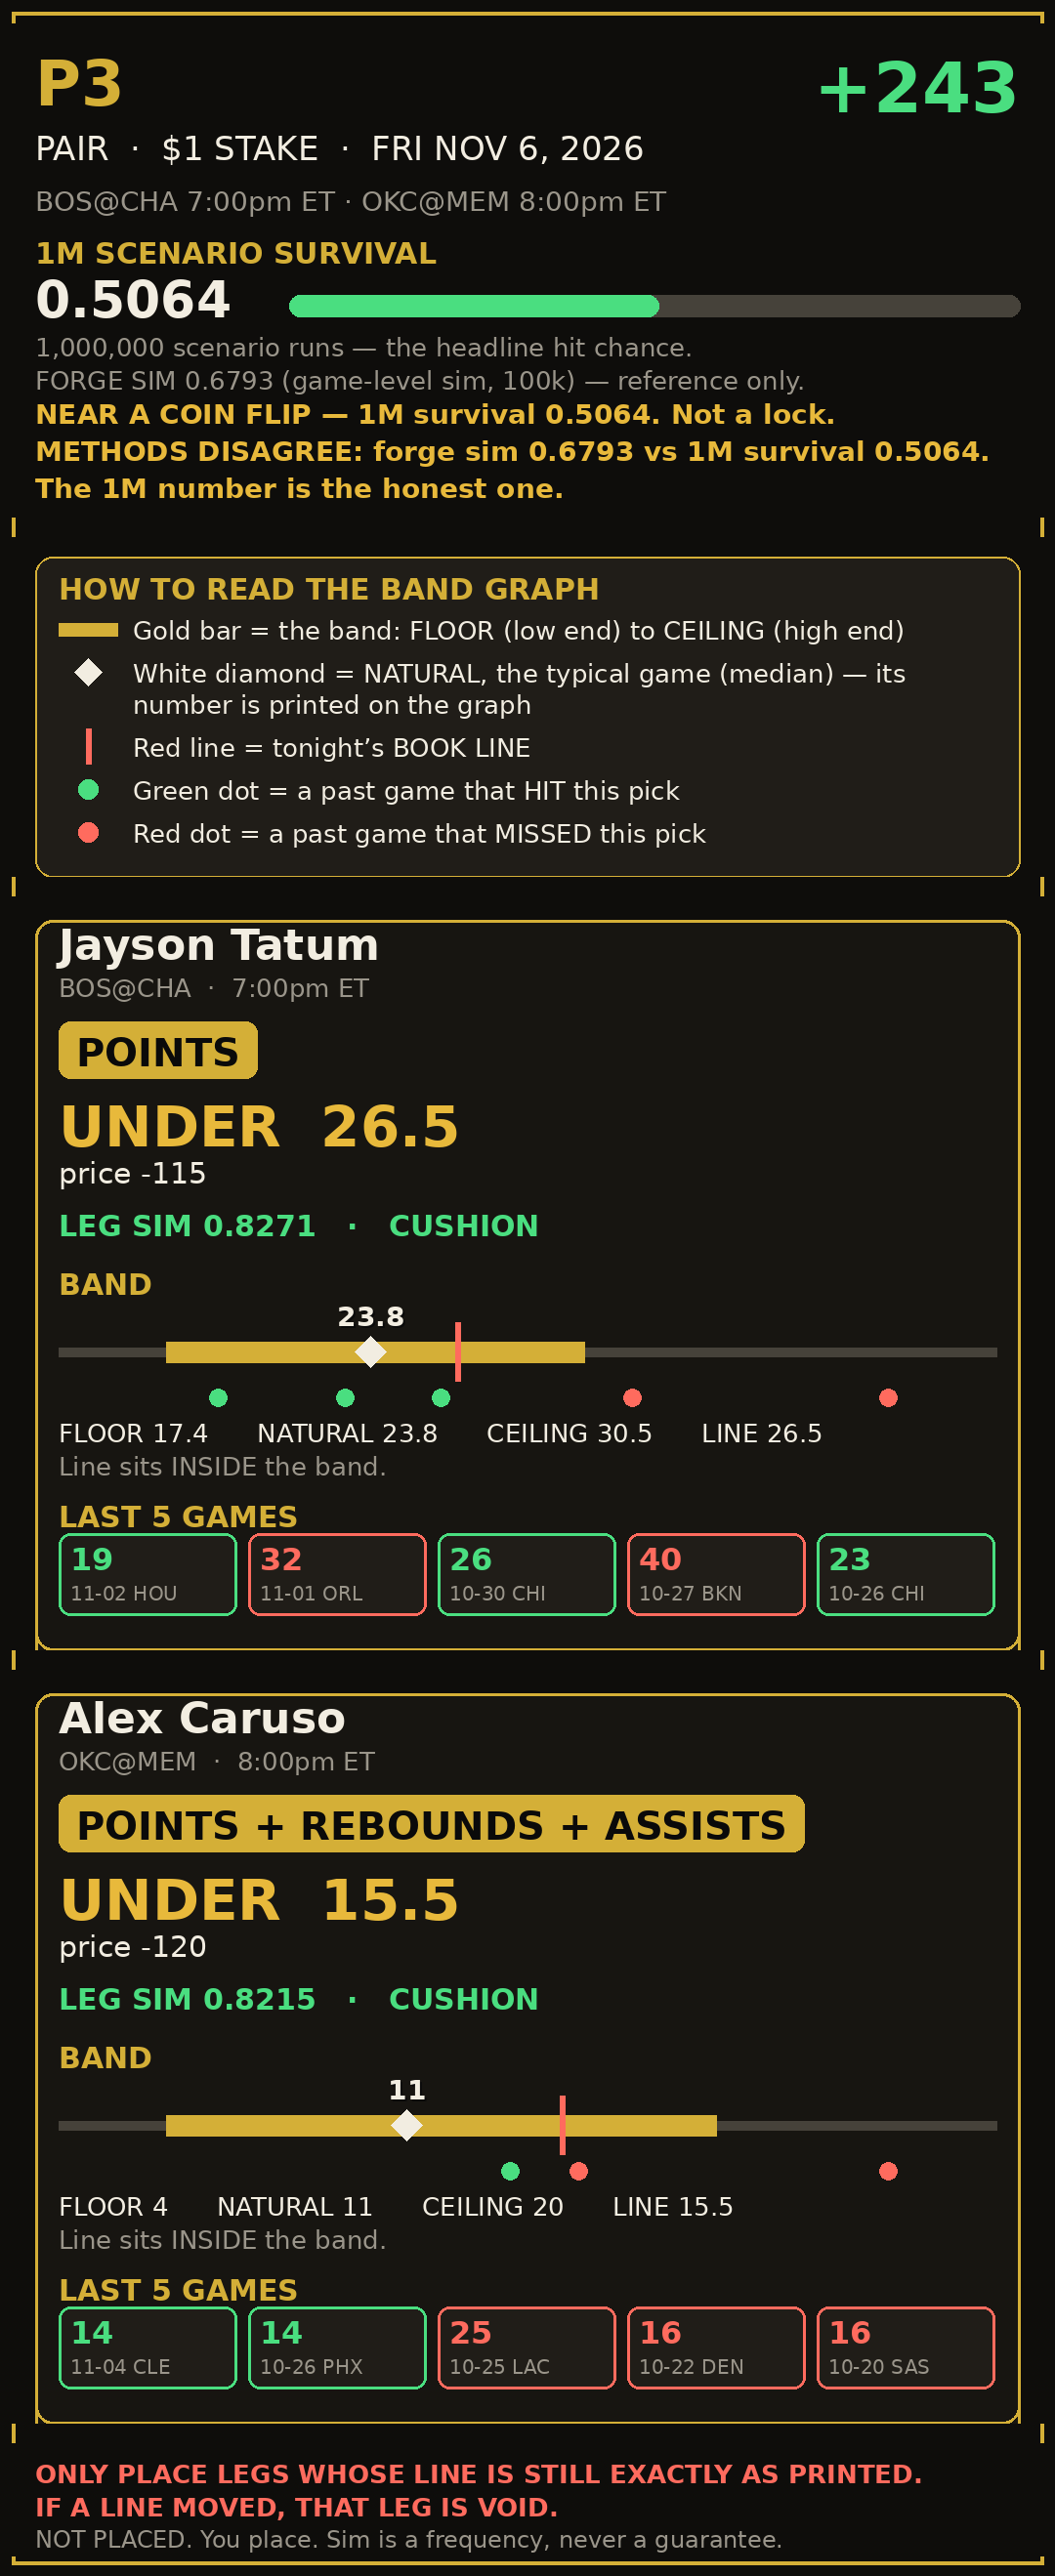 P3
+243
PAIR · $1 STAKE · FRI NOV 6, 2026
BOS@CHA 7:00pm ET · OKC@MEM 8:00pm ET
1M SCENARIO SURVIVAL
0.5064
1,000,000 scenario runs — the headline hit chance.
FORGE SIM 0.6793 (game-level sim, 100k) — reference only.
NEAR A COIN FLIP — 1M survival 0.5064. Not a lock.
METHODS DISAGREE: forge sim 0.6793 vs 1M survival 0.5064.
The 1M number is the honest one.
HOW TO READ THE BAND GRAPH
Gold bar = the band: FLOOR (low end) to CEILING (high end)
White diamond = NATURAL, the typical game (median) — its
number is printed on the graph
Red line = tonight’s BOOK LINE
Green dot = a past game that HIT this pick
Red dot = a past game that MISSED this pick
Jayson Tatum
BOS@CHA · 7:00pm ET
POINTS
UNDER 26.5
price -115
LEG SIM 0.8271 · CUSHION
BAND
23.8
FLOOR 17.4 NATURAL 23.8 CEILING 30.5 LINE 26.5
Line sits INSIDE the band.
LAST 5 GAMES
19 32 26 40 23
11-02 HOU 11-01 ORL 10-30 CHI 10-27 BKN 10-26 CHI
Alex Caruso
OKC@MEM · 8:00pm ET
POINTS + REBOUNDS + ASSISTS
UNDER 15.5
price -120
LEG SIM 0.8215 · CUSHION
BAND
11
FLOOR 4 NATURAL 11 CEILING 20 LINE 15.5
Line sits INSIDE the band.
LAST 5 GAMES
14 14 25 16 16
11-04 CLE 10-26 PHX 10-25 LAC 10-22 DEN 10-20 SAS
ONLY PLACE LEGS WHOSE LINE IS STILL EXACTLY AS PRINTED.
IF A LINE MOVED, THAT LEG IS VOID.
NOT PLACED. You place. Sim is a frequency, never a guarantee.